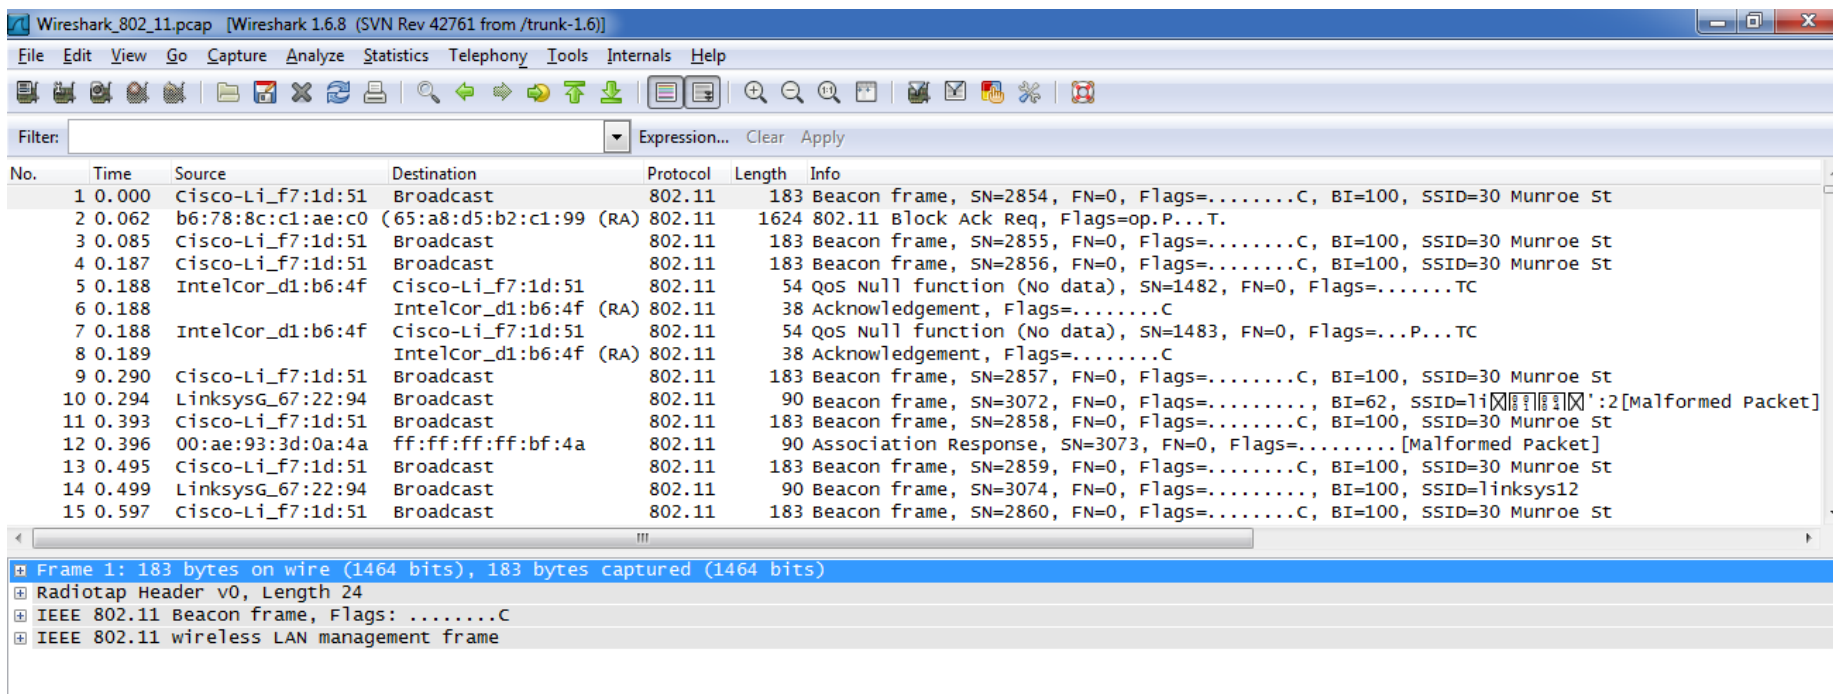 Wireshark_802_11.pcap [Wireshark 1.6.8 (SVN Rev 42761 from /trunk-1.6)]
File Edit View Go Capture Analyze Statistics Telephony Tools Internals Help
Filter: Expression... Clear Apply
No. Time Source Destination Protocol Length Info
1 0.000 Cisco-Li_f7:1d:51 Broadcast 802.11 183 Beacon frame, SN=2854, FN=0, Flags=........C, BI=100, SSID=30 Munroe St
2 0.062 b6:78:8c:c1:ae:c0 (65:a8:d5:b2:c1:99 (RA) 802.11 1624 802.11 Block Ack Req, Flags=op.P...T.
3 0.085 Cisco-Li_f7:1d:51 Broadcast 802.11 183 Beacon frame, SN=2855, FN=0, Flags=........C, BI=100, SSID=30 Munroe St
4 0.187 Cisco-Li_f7:1d:51 Broadcast 802.11 183 Beacon frame, SN=2856, FN=0, Flags=........C, BI=100, SSID=30 Munroe St
5 0.188 IntelCor_d1:b6:4f Cisco-Li_f7:1d:51 802.11 54 QoS Null function (No data), SN=1482, FN=0, Flags=.......TC
6 0.188 IntelCor_d1:b6:4f (RA) 802.11 38 Acknowledgement, Flags=........C
7 0.188 IntelCor_d1:b6:4f Cisco-Li_f7:1d:51 802.11 54 QoS Null function (No data), SN=1483, FN=0, Flags=...P...TC
8 0.189 IntelCor_d1:b6:4f (RA) 802.11 38 Acknowledgement, Flags=........C
9 0.290 Cisco-Li_f7:1d:51 Broadcast 802.11 183 Beacon frame, SN=2857, FN=0, Flags=........C, BI=100, SSID=30 Munroe St
10 0.294 LinksysG_67:22:94 Broadcast 802.11 90 Beacon frame, SN=3072, FN=0, Flags=........., BI=62, [Malformed Packet]
11 0.393 Cisco-Li_f7:1d:51 Broadcast 802.11 183 Beacon frame, SN=2858, FN=0, Flags=........C, BI=100, SSID=30 Munroe St
12 0.396 00:ae:93:3d:0a:4a ff:ff:ff:ff:bf:4a 802.11 90 Association Response, SN=3073, FN=0, Flags=.........[Malformed Packet]
13 0.495 Cisco-Li_f7:1d:51 Broadcast 802.11 183 Beacon frame, SN=2859, FN=0, Flags=........C, BI=100, SSID=30 Munroe St
14 0.499 LinksysG_67:22:94 Broadcast 802.11 90 Beacon frame, SN=3074, FN=0, Flags=........., BI=100, SSID=linksys12
15 0.597 Cisco-Li_f7:1d:51 Broadcast 802.11 183 Beacon frame, SN=2860, FN=0, Flags=........C, BI=100, SSID=30 Munroe St
Frame 1: 183 bytes on wire (1464 bits), 183 bytes captured (1464 bits)
Radiotap Header v0, Length 24
IEEE 802.11 Beacon frame, Flags: ........C
IEEE 802.11 wireless LAN management frame